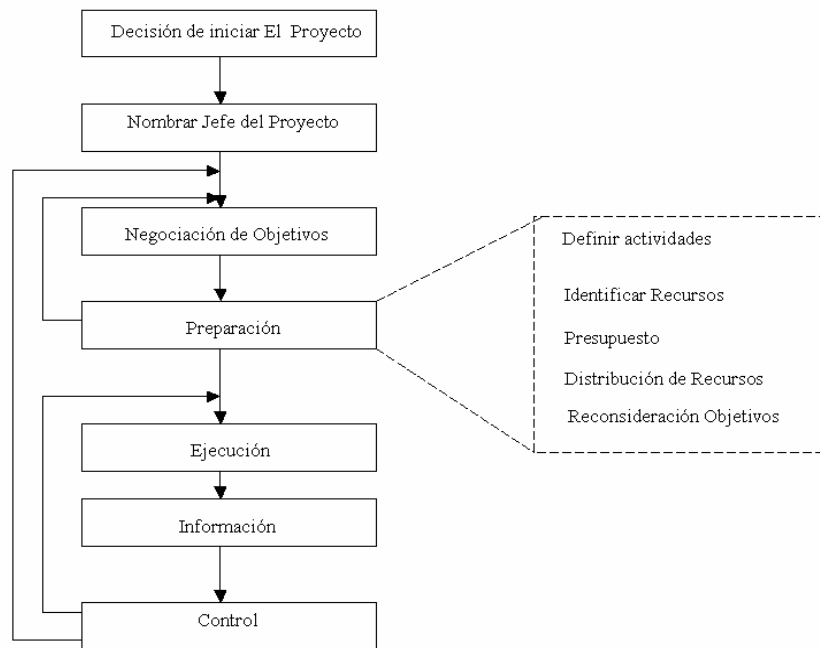 Decisión de iniciar El Proyecto
Nombrar Jefe del Proyecto
Negociación de Objetivos
Preparación
Definir actividades
Identificar Recursos
Presupuesto
Distribución de Recursos
Reconsideración Objetivos
Ejecución
Información
Control